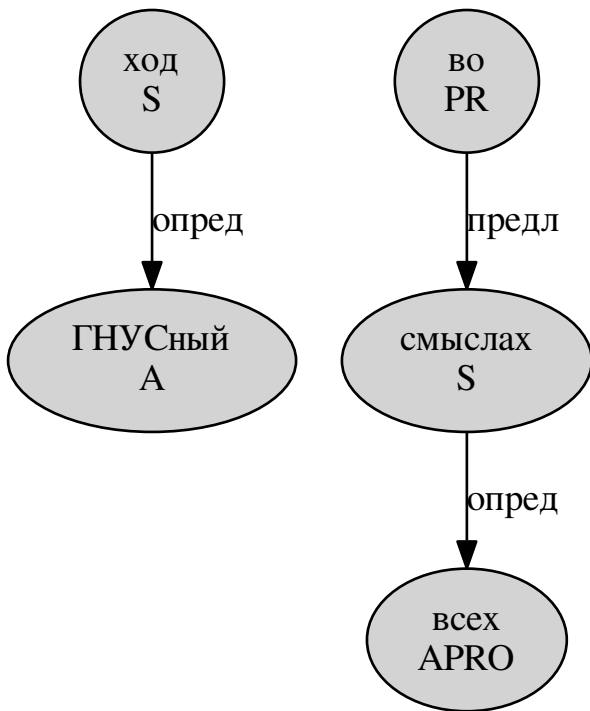 ход
S
во
PR
опред
предл
ГНУСный
A
смыслах
S
опред
всех
APRO